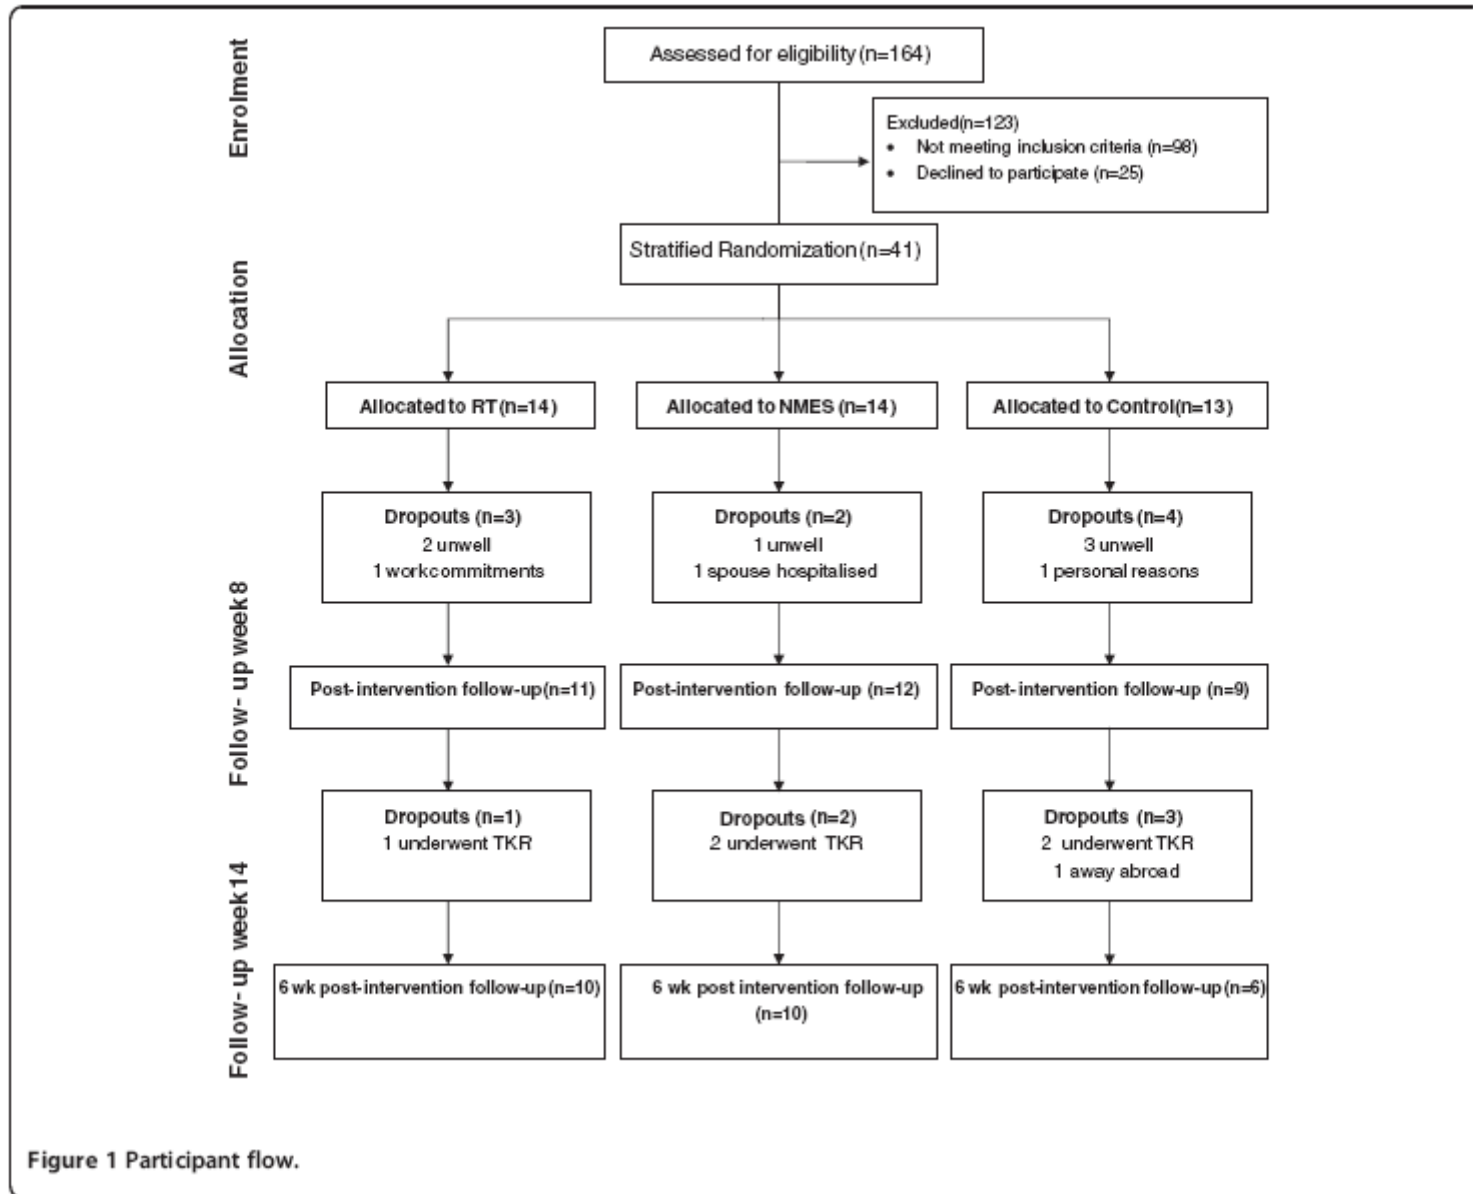 Enrolment
Assessed for eligibility (n=164)
Excluded(n=123)
• Not meeting inclusion criteria (n=98)
• Declined to participate (n=25)
Stratified Randomization (n=41)
Allocation
Allocated to RT(n=14)
Allocated to NMES (n=14)
Allocated to Control(n=13)
Dropouts (n=3)
2 unwell
1 work commitments
Dropouts (n=2)
1 unwell
1 spouse hospitalised
Dropouts (n=4)
3 unwell
1 personal reasons
Follow- up week 8
Post-intervention follow-up(n=11)
Post-intervention follow-up (n=12)
Post- intervention follow-up (n=9)
Dropouts (n=1)
1 underwent TKR
Dropouts (n=2)
2 underwent TKR
Dropouts (n=3)
2 underwent TKR
1 away abroad
Follow- up week 14
6 wk post-intervention follow-up (n=10)
6 wk post intervention follow-up
(n=10)
6 wk post-intervention follow-up (n=6)
Figure 1 Participant flow.